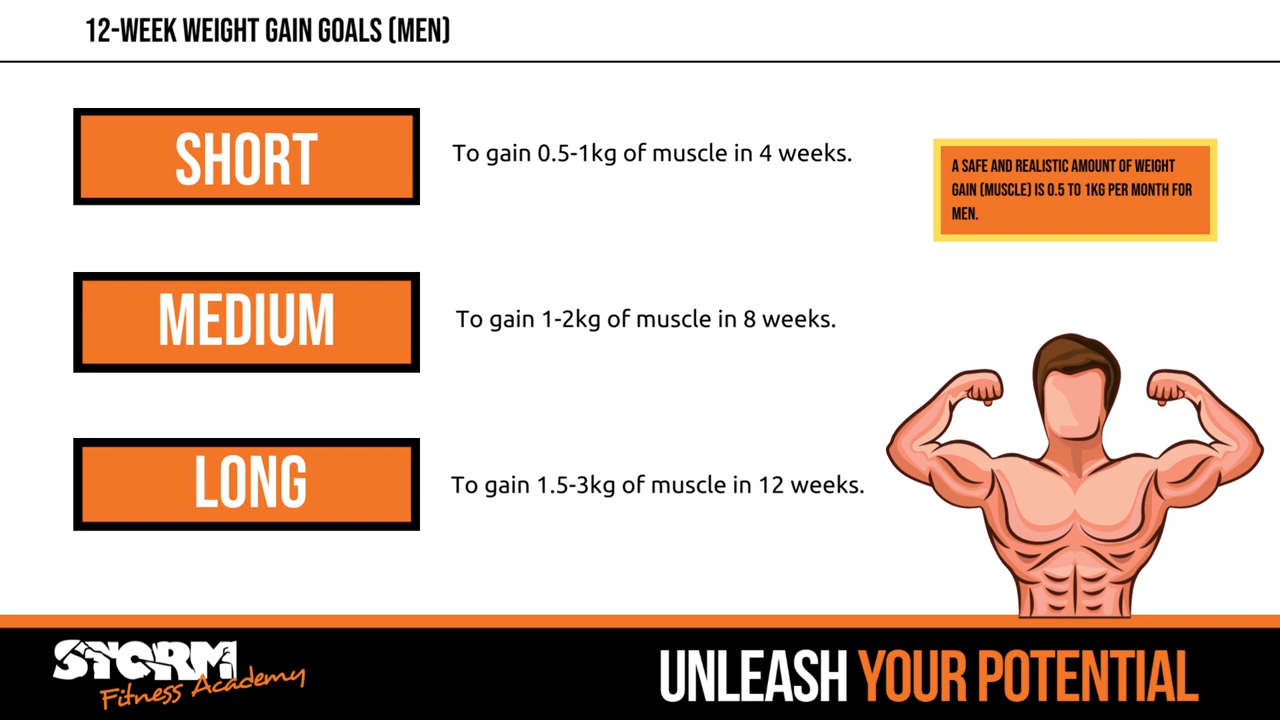 12-WEEK WEIGHT GAIN GOALS (MEN)
SHORT
To gain 0.5-1kg of muscle in 4 weeks.
A SAFE AND REALISTIC AMOUNT OF WEIGHT
GAIN (MUSCLE) IS 0.5 TO 1KG PER MONTH FOR
MEN.
MEDIUM
To gain 1-2kg of muscle in 8 weeks.
LONG
To gain 1.5-3kg of muscle in 12 weeks.
STORM
Fitness Academy
UNLEASH YOUR POTENTIAL